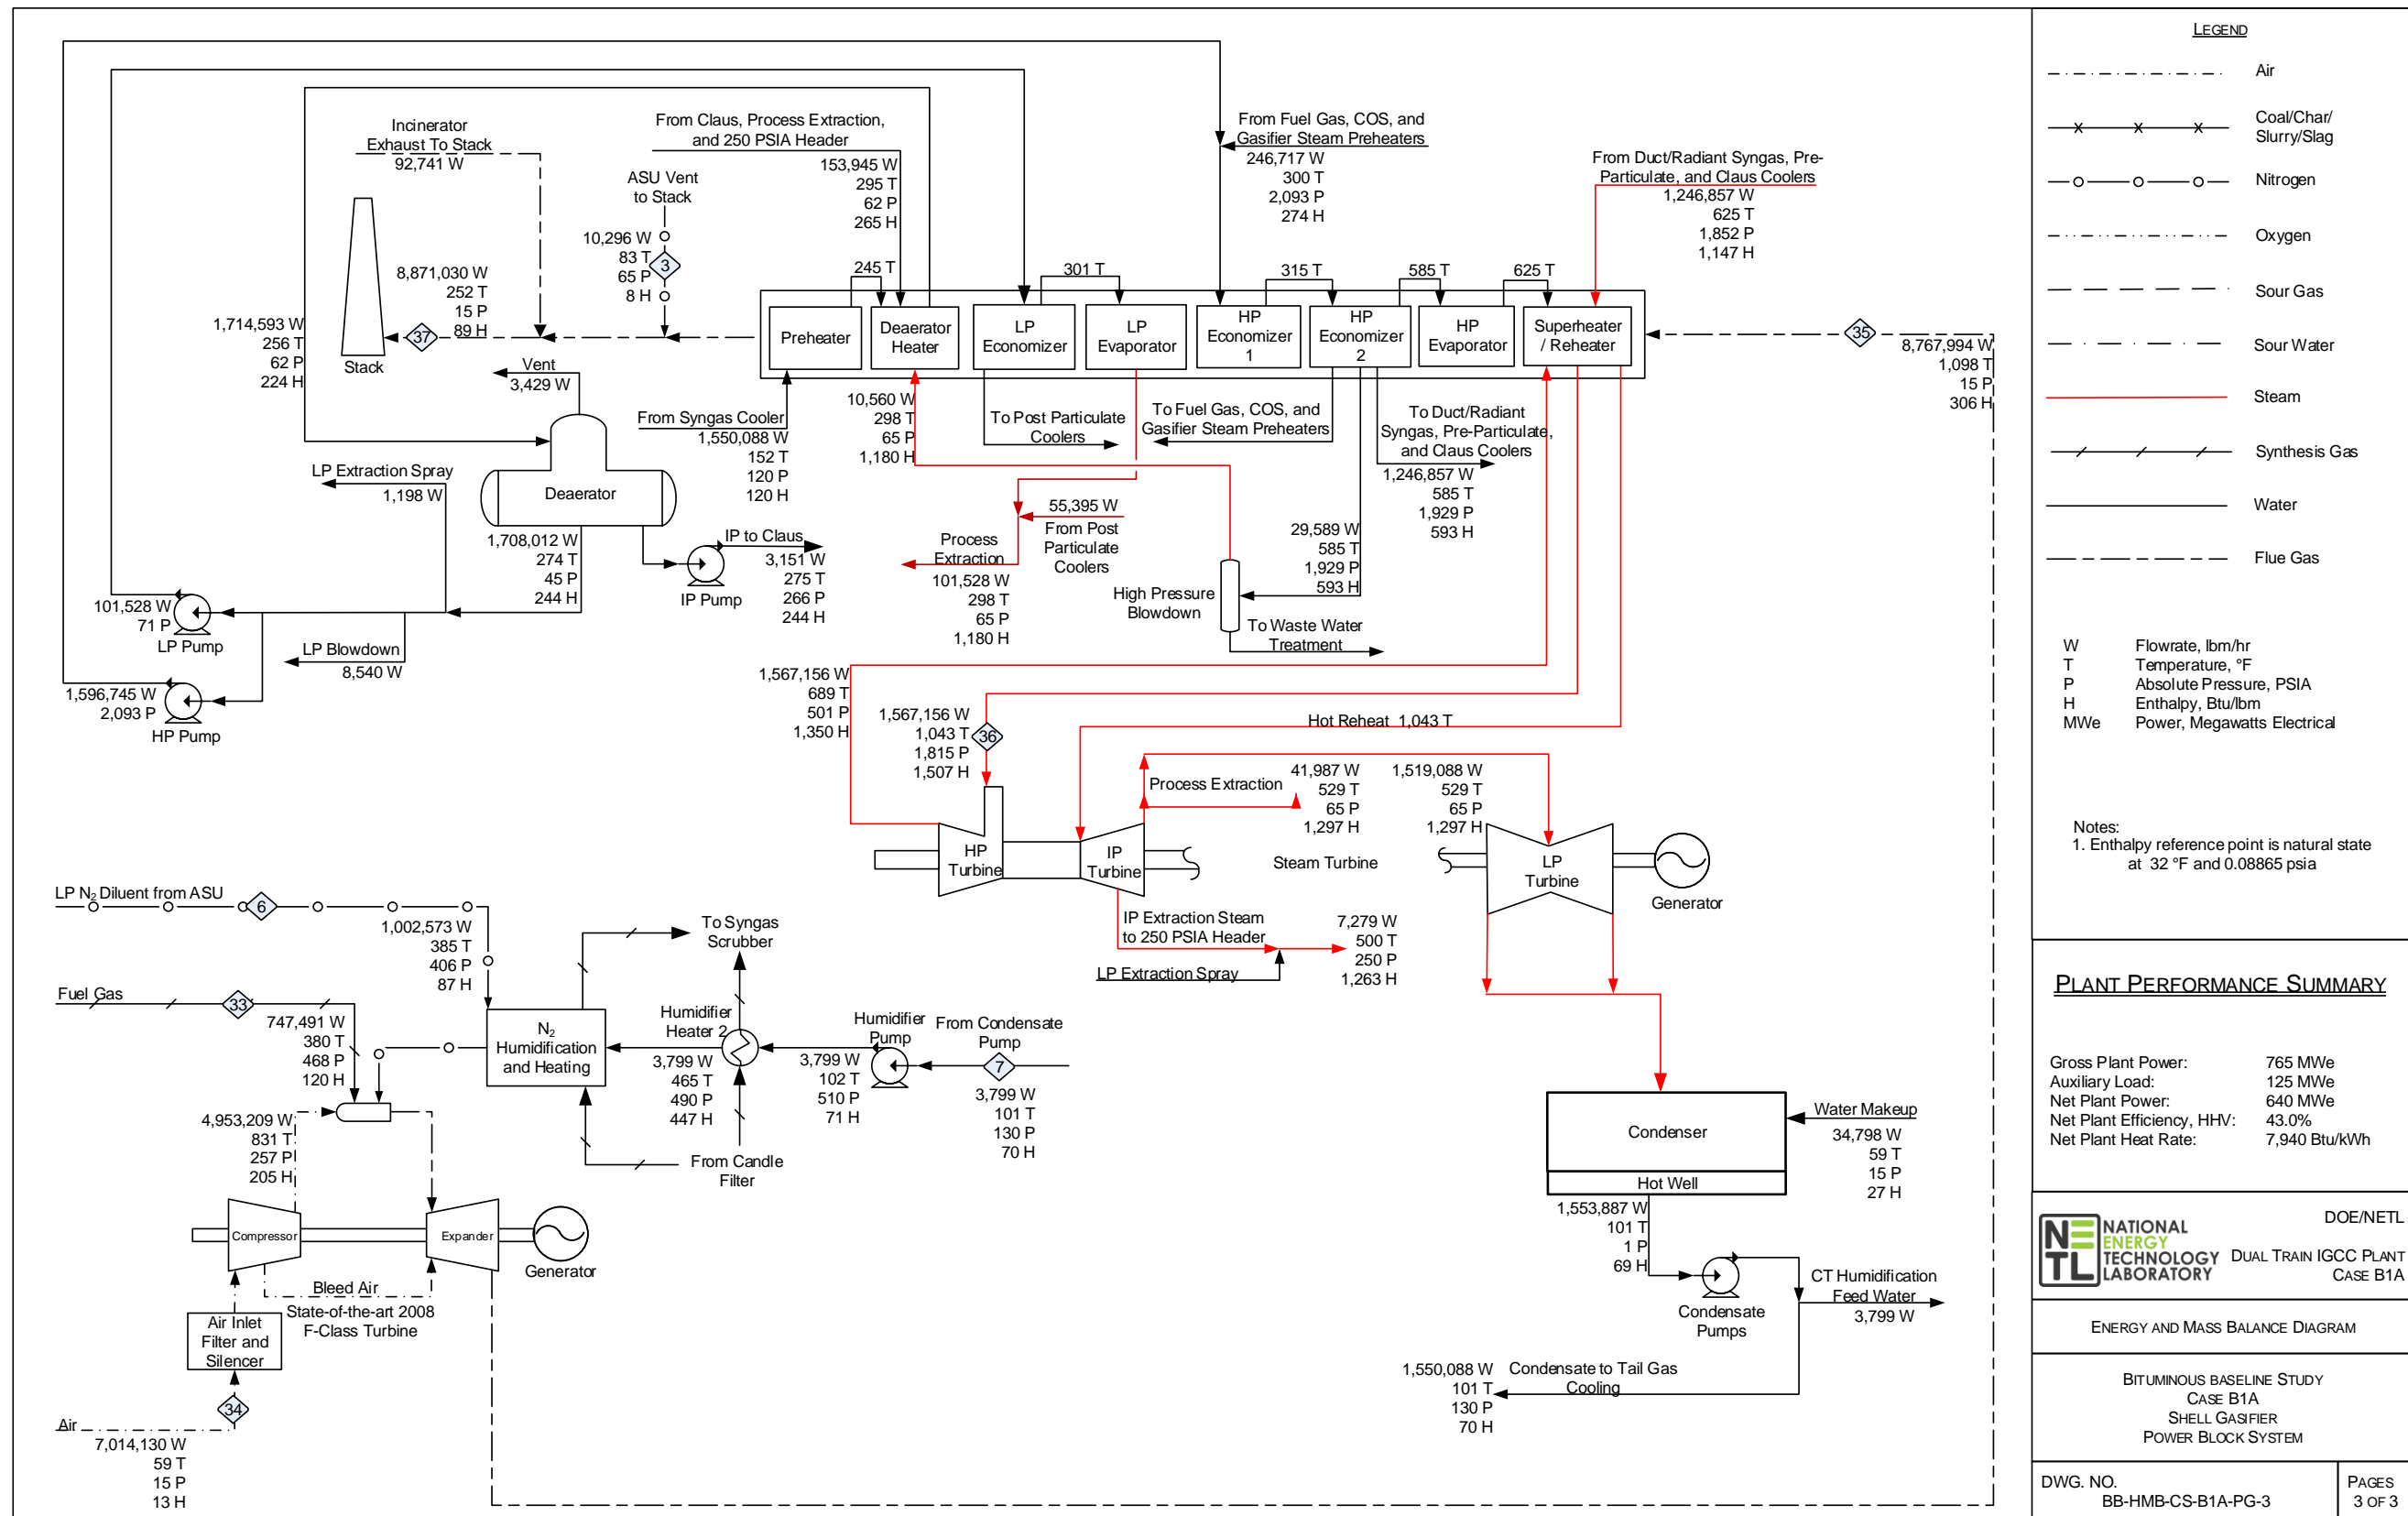 Incinerator
Exhaust To Stack
92,741 W
From Claus, Process Extraction,
and 250 PSIA Header
153,945 W
295 T
62 P
265 H
ASU Vent
to Stack
10,296 W
83 T
65 P
8 H
3
From Fuel Gas, COS, and
Gasifier Steam Preheaters
246,717 W
300 T
2,093 P
274 H
From Duct/Radiant Syngas, Pre-
Particulate, and Claus Coolers
1,246,857 W
625 T
1,852 P
1,147 H
8,871,030 W
252 T
15 P
89 H
37
Stack
1,714,593 W
256 T
62 P
224 H
245 T
301 T
315 T
585 T
625 T
Preheater
Deaerator
Heater
LP
Economizer
LP
Evaporator
HP
Economizer
1
HP
Economizer
2
HP
Evaporator
Superheater
/ Reheater
35
8,767,994 W
1,098 T
15 P
306 H
Vent
3,429 W
Deaerator
From Syngas Cooler
1,550,088 W
152 T
120 P
120 H
10,560 W
298 T
65 P
1,180 H
To Post Particulate
Coolers
To Fuel Gas, COS, and
Gasifier Steam Preheaters
To Duct/Radiant
Syngas, Pre-Particulate,
and Claus Coolers
1,246,857 W
585 T
1,929 P
593 H
LP Extraction Spray
1,198 W
1,708,012 W
274 T
45 P
244 H
IP to Claus
3,151 W
275 T
266 P
244 H
IP Pump
55,395 W
From Post
Particulate
Coolers
Process
Extraction
101,528 W
298 T
65 P
1,180 H
29,589 W
585 T
1,929 P
593 H
High Pressure
Blowdown
To Waste Water
Treatment
101,528 W
71 P
LP Pump
LP Blowdown
8,540 W
1,596,745 W
2,093 P
HP Pump
1,567,156 W
689 T
501 P
1,350 H
1,567,156 W
1,043 T
1,815 P
1,507 H
36
Hot Reheat 1,043 T
Process Extraction
41,987 W
529 T
65 P
1,297 H
1,519,088 W
529 T
65 P
1,297 H
HP
Turbine
IP
Turbine
Steam Turbine
LP
Turbine
Generator
IP Extraction Steam
to 250 PSIA Header
7,279 W
500 T
250 P
1,263 H
LP Extraction Spray
LP N2 Diluent from ASU
6
1,002,573 W
385 T
406 P
87 H
Fuel Gas
33
747,491 W
380 T
468 P
120 H
N2
Humidification
and Heating
To Syngas
Scrubber
Humidifier
Heater 2
3,799 W
465 T
490 P
447 H
Humidifier
Pump
3,799 W
102 T
510 P
71 H
From Condensate
Pump
7
3,799 W
101 T
130 P
70 H
From Candle
Filter
4,953,209 W
831 T
257 P
205 H
Compressor
Expander
Generator
Bleed Air
State-of-the-art 2008
F-Class Turbine
Air Inlet
Filter and
Silencer
34
Air
7,014,130 W
59 T
15 P
13 H
Condenser
Hot Well
Water Makeup
34,798 W
59 T
15 P
27 H
1,553,887 W
101 T
1 P
69 H
Condensate
Pumps
CT Humidification
Feed Water
3,799 W
1,550,088 W
101 T
130 P
70 H
Condensate to Tail Gas
Cooling
LEGEND
Air
Coal/Char/
Slurry/Slag
Nitrogen
Oxygen
Sour Gas
Sour Water
Steam
Synthesis Gas
Water
Flue Gas
W Flowrate, lbm/hr
T Temperature, °F
P Absolute Pressure, PSIA
H Enthalpy, Btu/lbm
MWe Power, Megawatts Electrical
Notes:
1. Enthalpy reference point is natural state
at 32 °F and 0.08865 psia
PLANT PERFORMANCE SUMMARY
Gross Plant Power: 765 MWe
Auxiliary Load: 125 MWe
Net Plant Power: 640 MWe
Net Plant Efficiency, HHV: 43.0%
Net Plant Heat Rate: 7,940 Btu/kWh
NETL
NATIONAL
ENERGY
TECHNOLOGY
LABORATORY
DOE/NETL
DUAL TRAIN IGCC PLANT
CASE B1A
ENERGY AND MASS BALANCE DIAGRAM
BITUMINOUS BASELINE STUDY
CASE B1A
SHELL GASIFIER
POWER BLOCK SYSTEM
DWG. NO.
BB-HMB-CS-B1A-PG-3
PAGES
3 OF 3